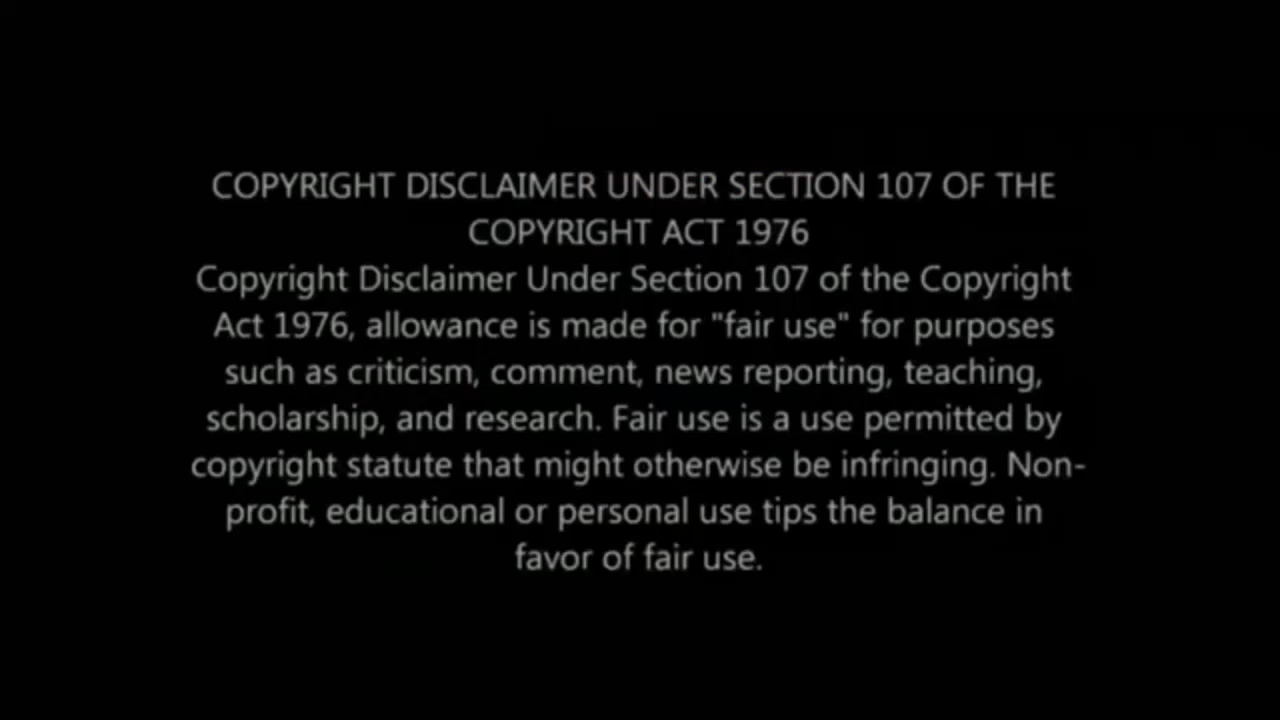 COPYRIGHT DISCLAIMER UNDER SECTION 107 OF THE
COPYRIGHT ACT 1976
Copyright Disclaimer Under Section 107 of the Copyright
Act 1976, allowance is made for "fair use" for purposes
such as criticism, comment, news reporting, teaching,
scholarship, and research. Fair use is a use permitted by
copyright statute that might otherwise be infringing. Non-
profit, educational or personal use tips the balance in
favor of fair use.